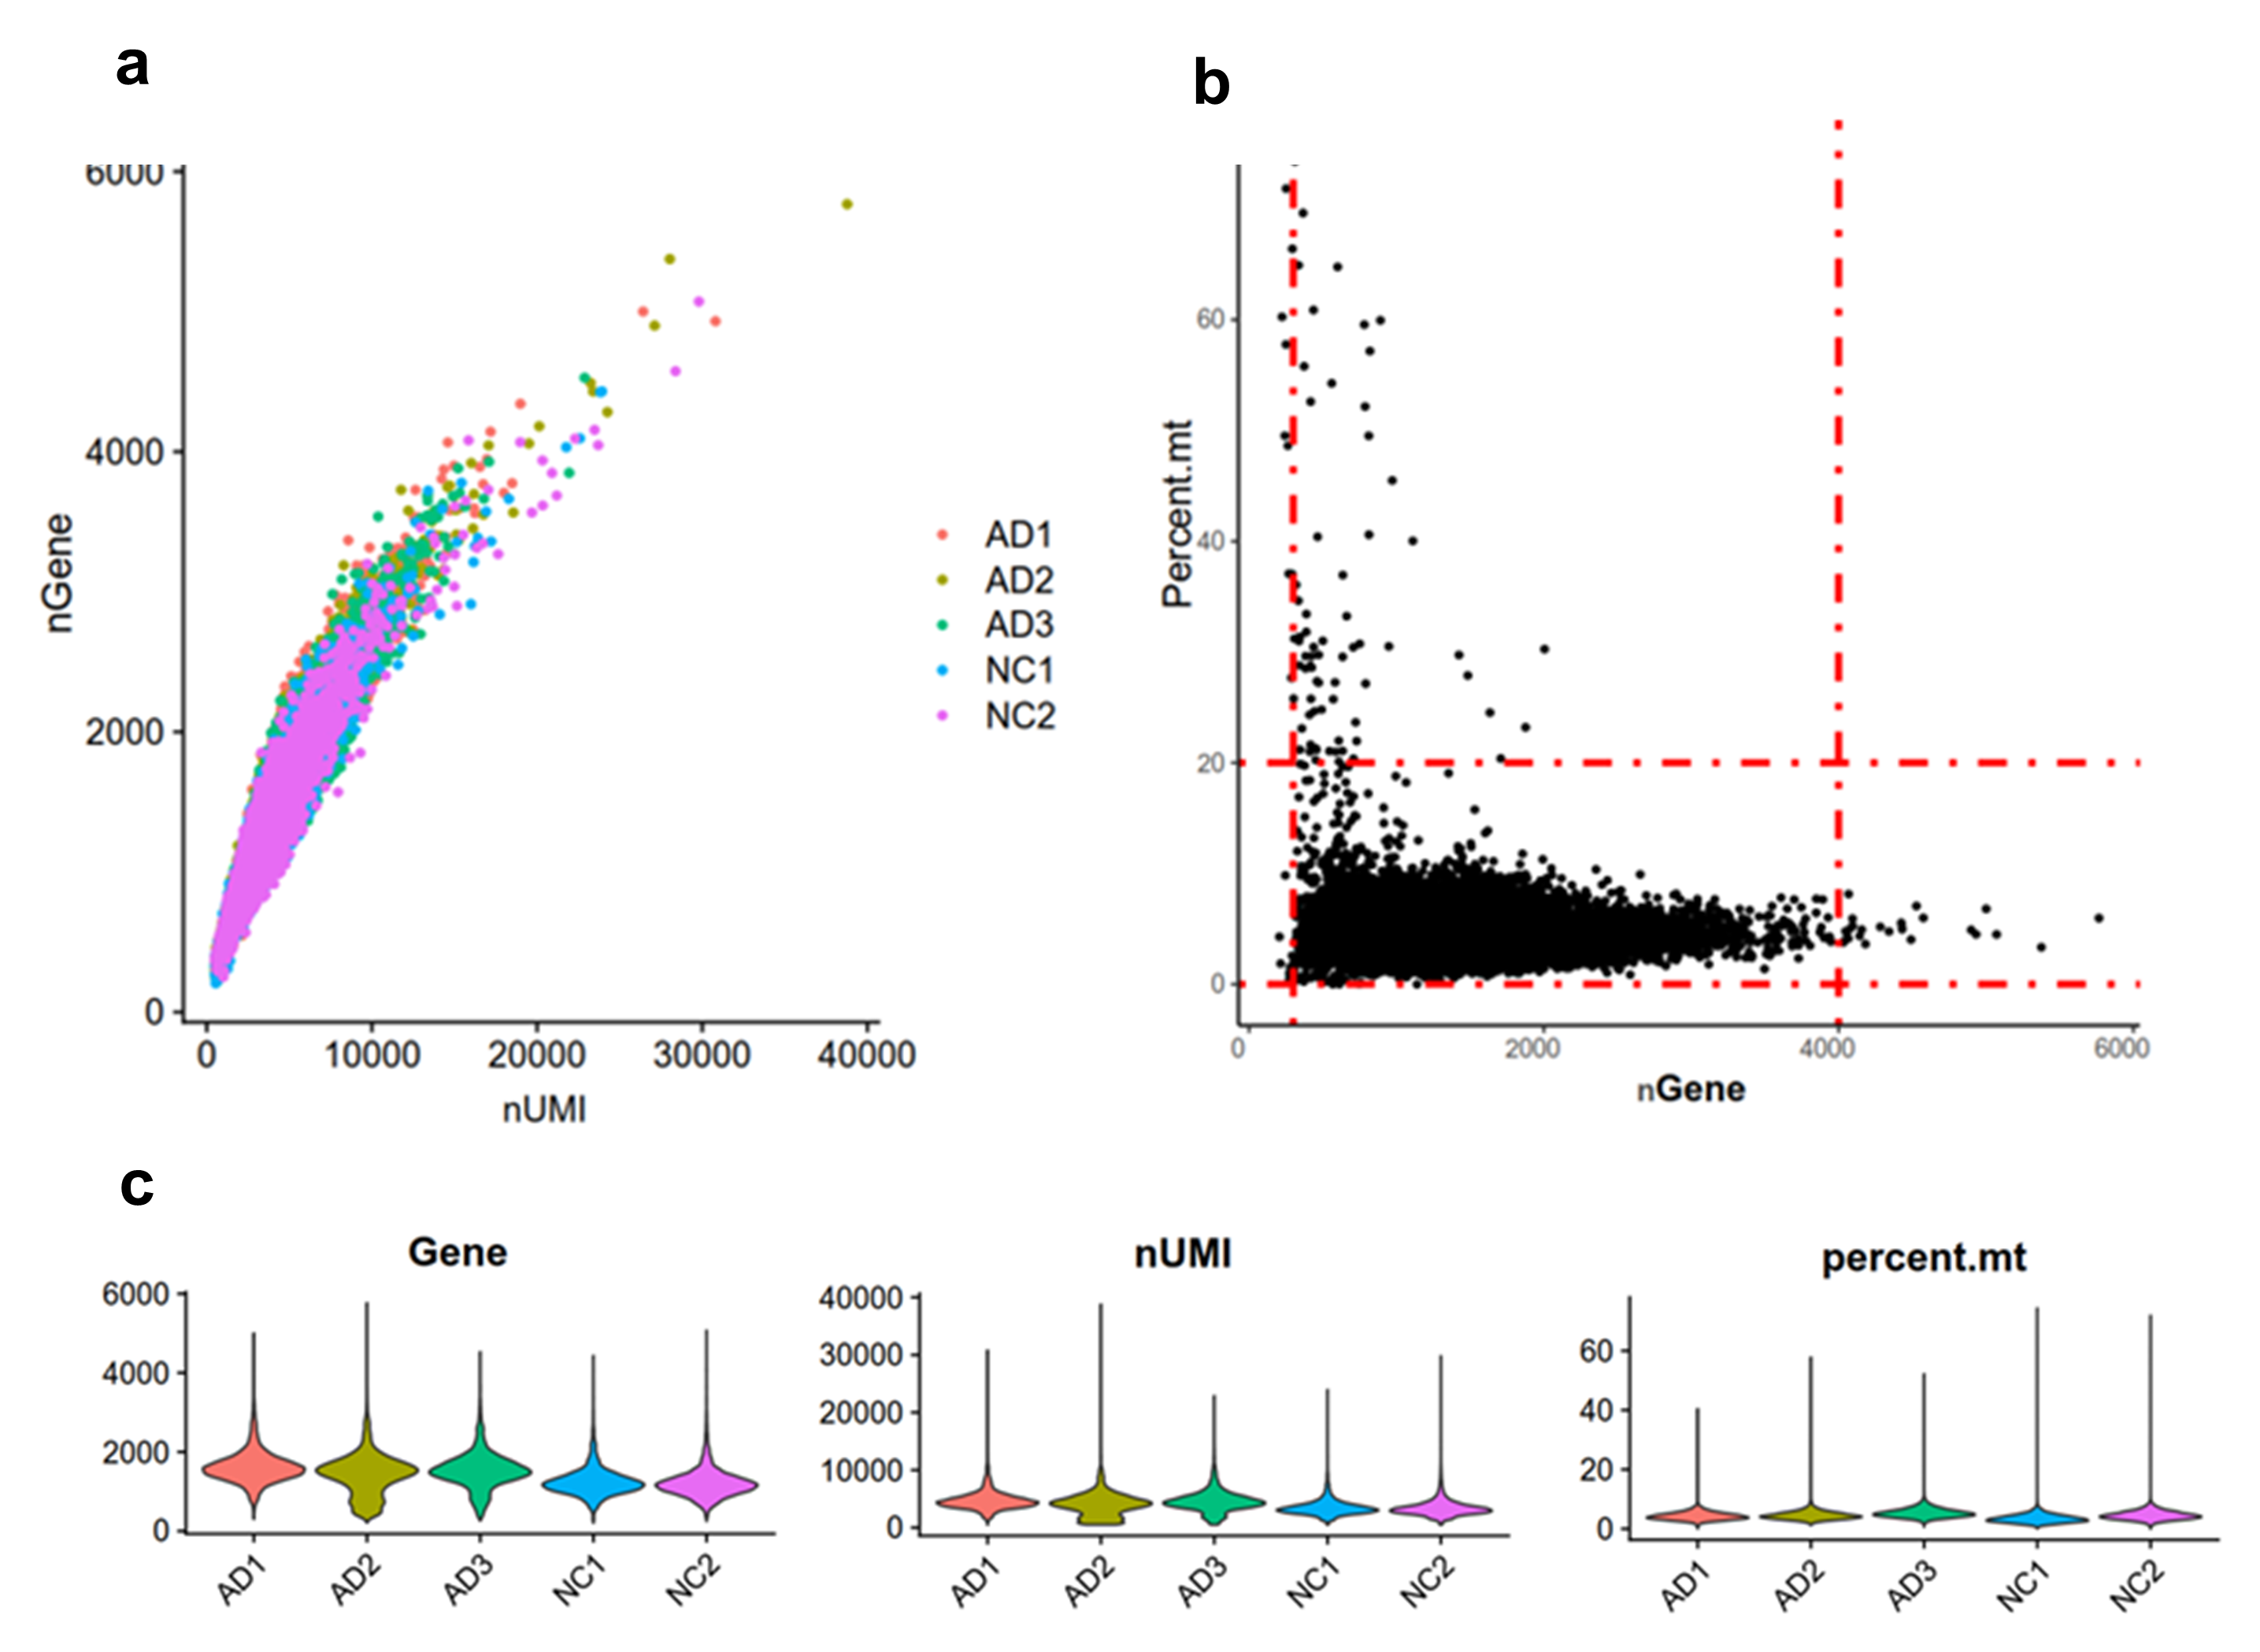 a
b
6000
4000
2000
0
nGene
0 10000 20000 30000 40000
nUMI
AD1
AD2
AD3
NC1
NC2
60
40
20
0
Percent.mt
0 2000 4000 6000
nGene
c
Gene
6000
4000
2000
0
AD1 AD2 AD3 NC1 NC2
nUMI
40000
30000
20000
10000
0
AD1 AD2 AD3 NC1 NC2
percent.mt
60
40
20
0
AD1 AD2 AD3 NC1 NC2